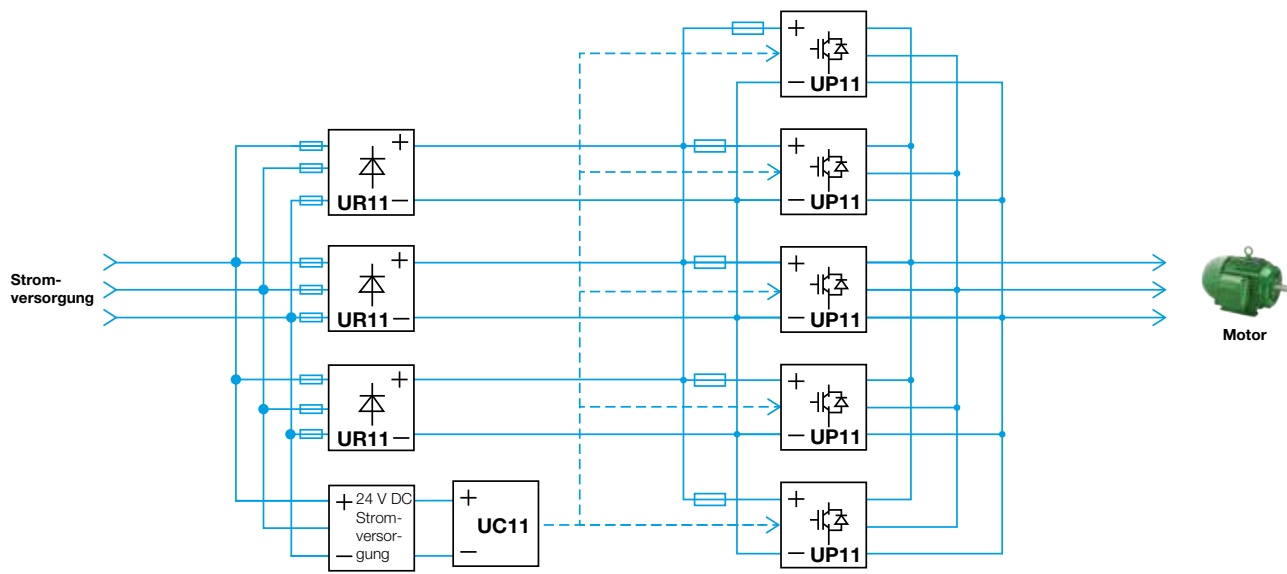 +
UP11
−
+
UR11
−
+
UP11
−
Strom-
versorgung
+
UR11
−
+
UP11
−
Motor
+
UR11
−
+
UP11
−
+ 24 V DC
Strom-
versor-
− gung
+
UC11
−
+
UP11
−